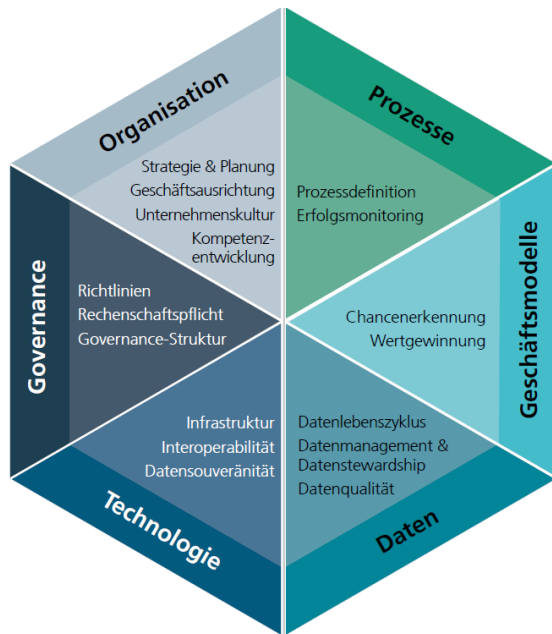 Organisation
Strategie & Planung
Geschäftsausrichtung
Unternehmenskultur
Kompetenz-
entwicklung
Prozesse
Prozessdefinition
Erfolgsmonitoring
Geschäftsmodelle
Chancenerkennung
Wertgewinnung
Daten
Datenlebenszyklus
Datenmanagement &
Datenstewardship
Datenqualität
Technologie
Infrastruktur
Interoperabilität
Datensouveränität
Governance
Richtlinien
Rechenschaftspflicht
Governance-Struktur